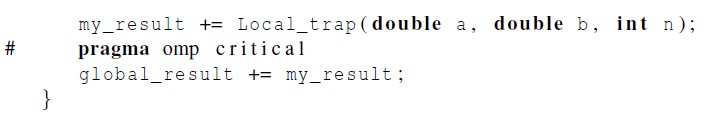 my_result += Local_trap(double a, double b, int n);
# pragma omp critical
global_result += my_result;
}